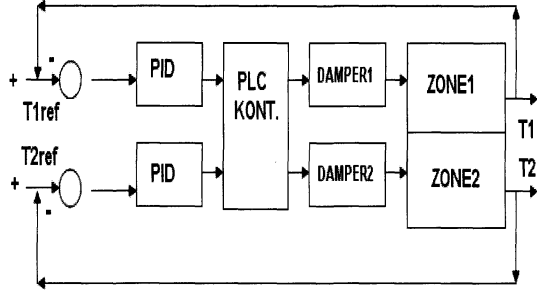 -
+
T1ref
PID
PLC
KONT.
DAMPER1
ZONE1
T1
T2ref
+
-
PID
DAMPER2
ZONE2
T2